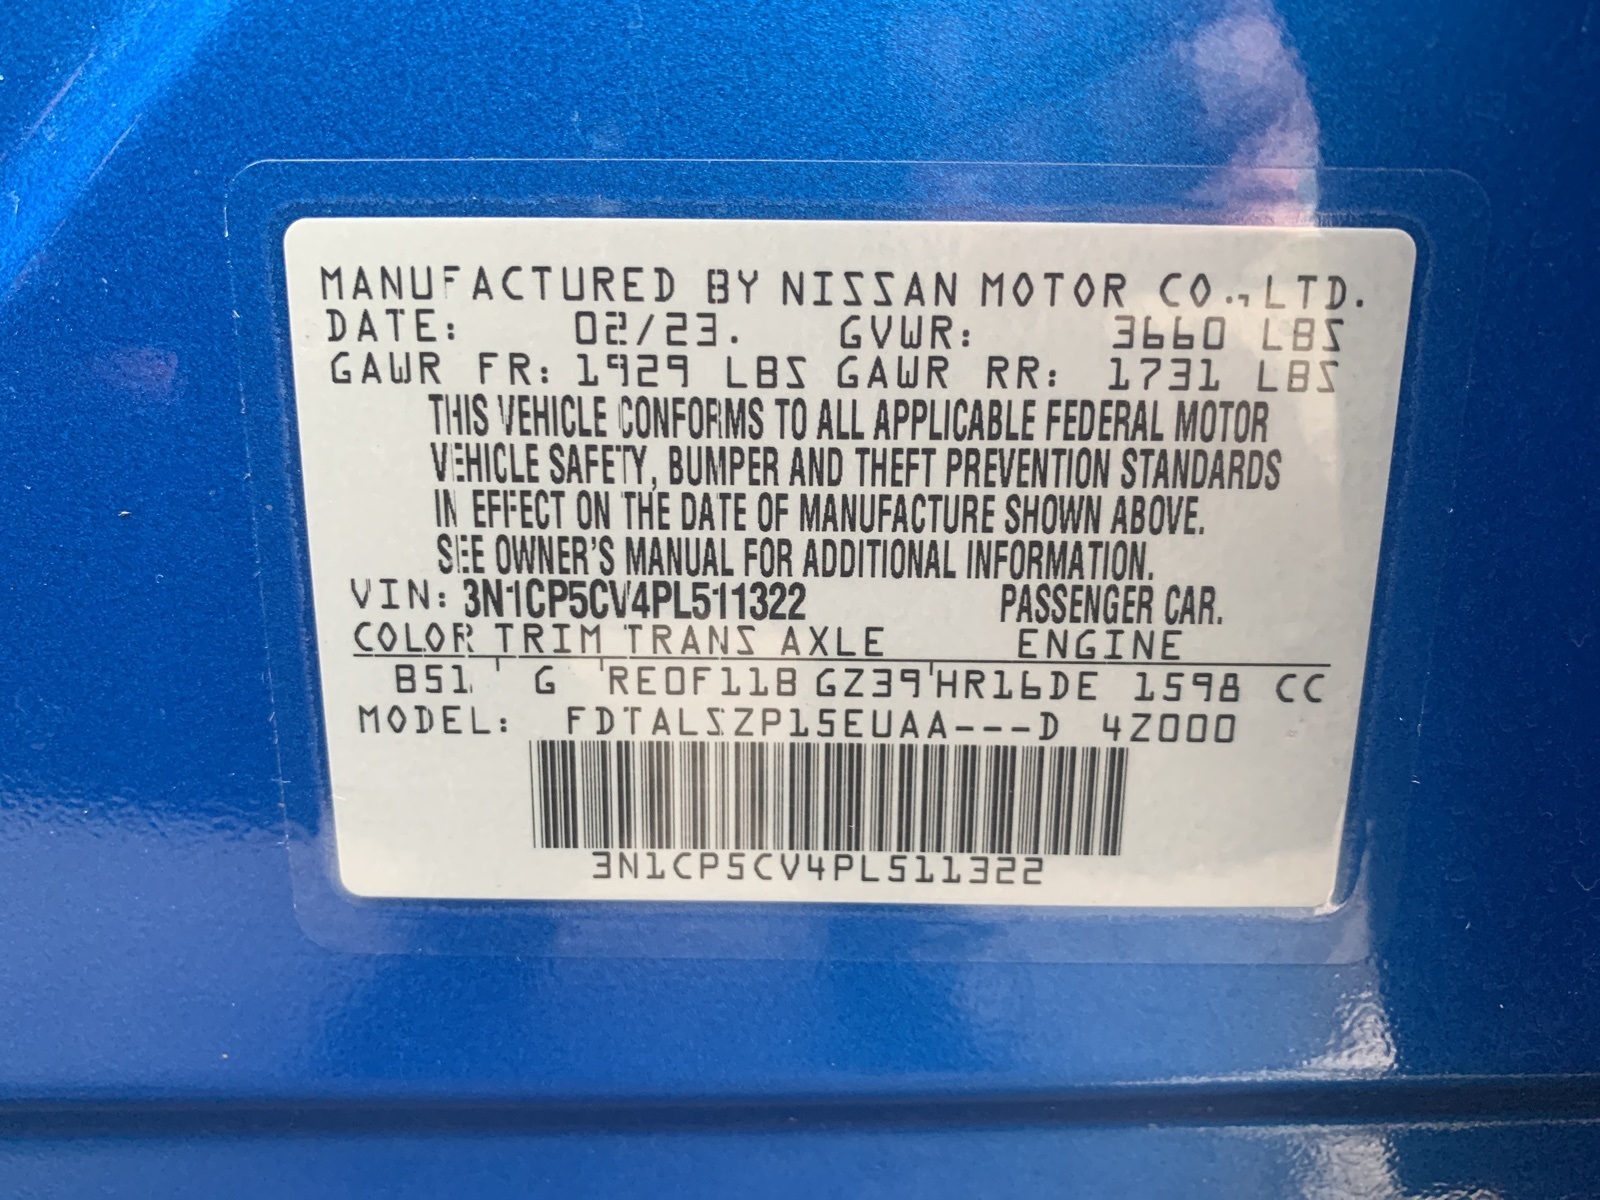 MANUFACTURED BY NISSAN MOTOR CO., LTD.
DATE: 02/23. GVWR: 3660 LBS
GAWR FR: 1929 LBS GAWR RR: 1731 LBS
THIS VEHICLE CONFORMS TO ALL APPLICABLE FEDERAL MOTOR
VEHICLE SAFETY, BUMPER AND THEFT PREVENTION STANDARDS
IN EFFECT ON THE DATE OF MANUFACTURE SHOWN ABOVE.
SEE OWNER'S MANUAL FOR ADDITIONAL INFORMATION.
VIN: 3N1CP5CV4PL511322 PASSENGER CAR.
COLOR TRIM TRANS AXLE ENGINE
B51 ' G 'RE0F11B GZ39'HR16DE 1598 CC
MODEL: FDTALSZP15EUAA---D 4Z000
3N1CP5CV4PL511322